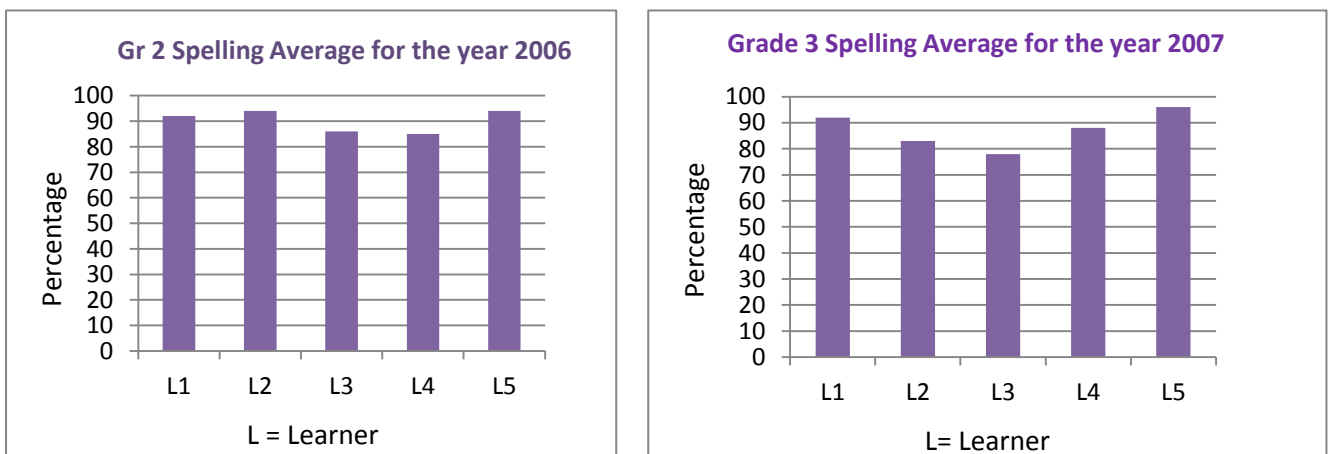 Gr 2 Spelling Average for the year 2006
100
90
80
70
60
50
40
30
20
10
0
Percentage
L1 L2 L3 L4 L5
L = Learner
Grade 3 Spelling Average for the year 2007
100
90
80
70
60
50
40
30
20
10
0
Percentage
L1 L2 L3 L4 L5
L= Learner